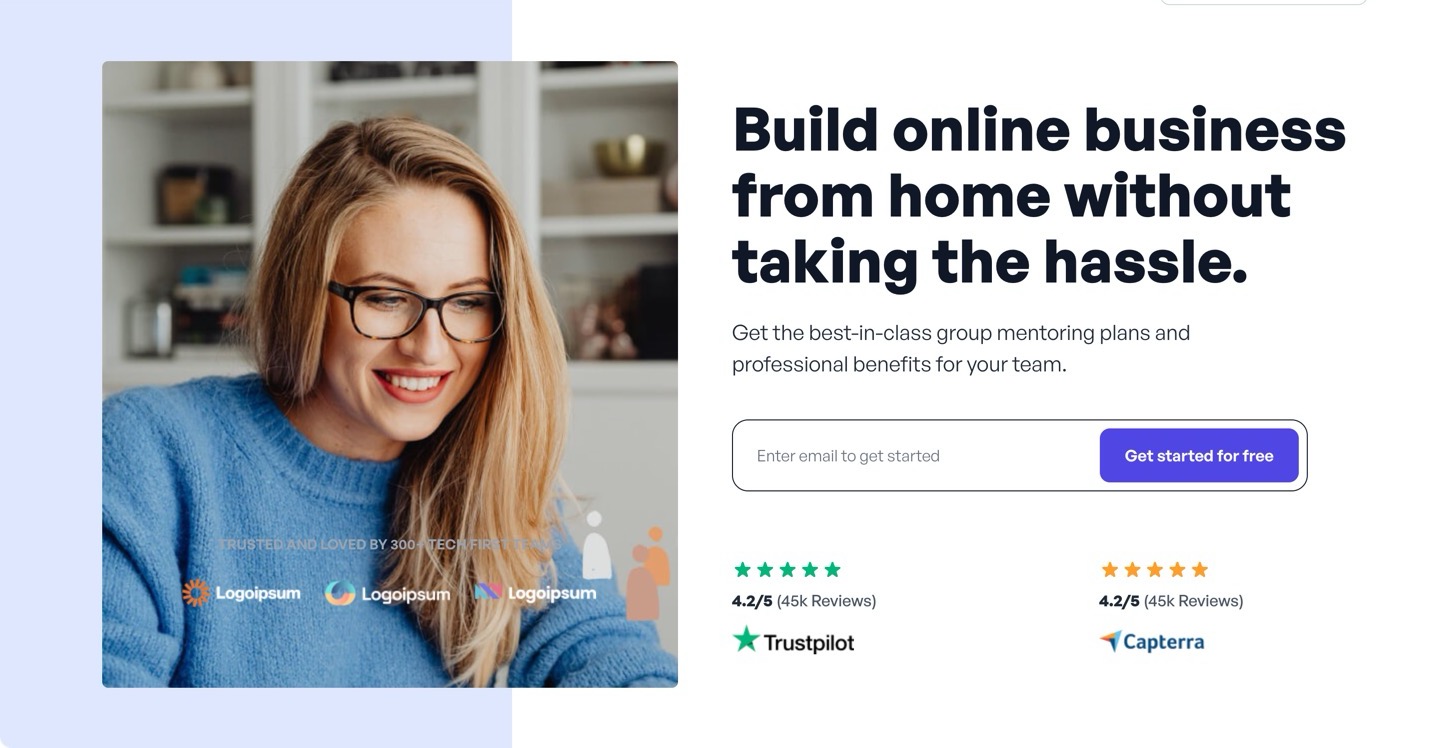 Build online business
from home without
taking the hassle.
Get the best-in-class group mentoring plans and
professional benefits for your team.
Enter email to get started
Get started for free
TRUSTED AND LOVED BY 300+ TECH FIRST TEAMS
Logoipsum Logoipsum Logoipsum
4.2/5 (45k Reviews)
Trustpilot
4.2/5 (45k Reviews)
Capterra